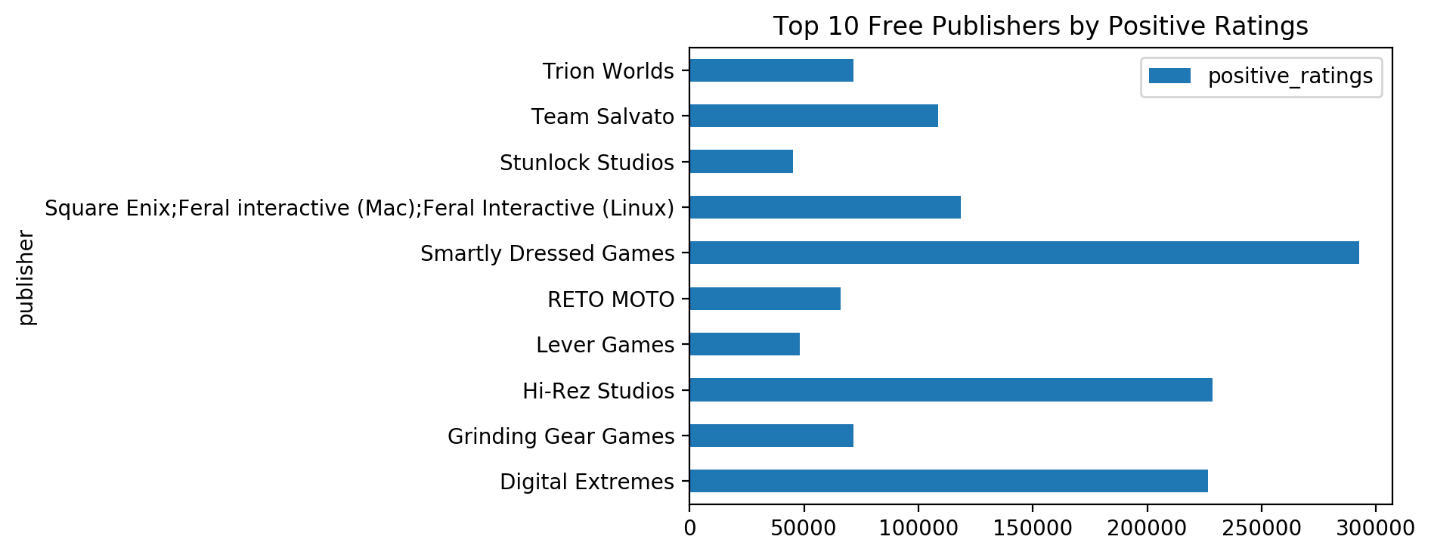 Top 10 Free Publishers by Positive Ratings
positive_ratings
Trion Worlds
Team Salvato
Stunlock Studios
Square Enix;Feral interactive (Mac);Feral Interactive (Linux)
Smartly Dressed Games
RETO MOTO
Lever Games
Hi-Rez Studios
Grinding Gear Games
Digital Extremes
publisher
0 50000 100000 150000 200000 250000 300000